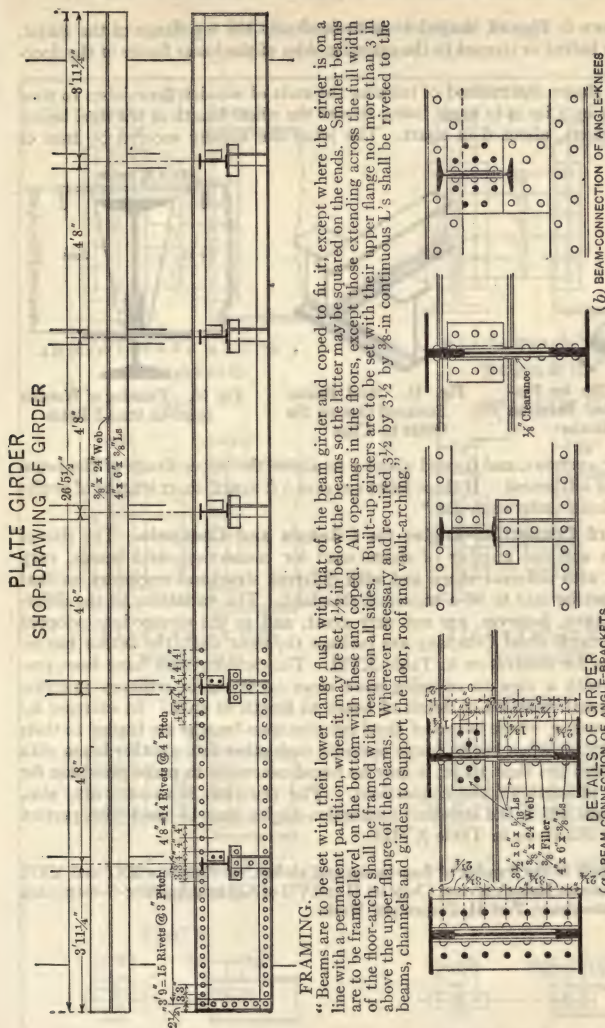 PLATE GIRDER
SHOP-DRAWING OF GIRDER
26'5½"
3'11¼"
4'8"
4'8"
4'8"
4'8"
3'11¼"
⅜" x 24" Web
4" x 6" x ⅜" Ls
2½"
3'9=15 Rivets @ 3 Pitch
4'8"=14 Rivets @ 4 Pitch
FRAMING.
"Beams are to be set with their lower flange flush with that of the beam girder and coped to fit it, except where the girder is on a
line with a permanent partition, when it may be set 1½ in below the beams so the latter may be squared on the ends. Smaller beams
are to be framed level on the bottom with these and coped. All openings in the floors, except those extending across the full width
of the floor-arch, shall be framed with beams on all sides. Built-up girders are to be set with their upper flange not more than 3 in
above the upper flange of the beams. Wherever necessary and required 3½ by 3½ by ⅜-in continuous L's shall be riveted to the
beams, channels and girders to support the floor, roof and vault-arching."
⅜" x 24" Web
⅜" Filler
4" x 6" x ⅜" Ls
⅛" Clearance
DETAILS OF GIRDER
(a) BEAM-CONNECTION OF ANGLE-BRACKETS
(b) BEAM-CONNECTION OF ANGLE-KNEES